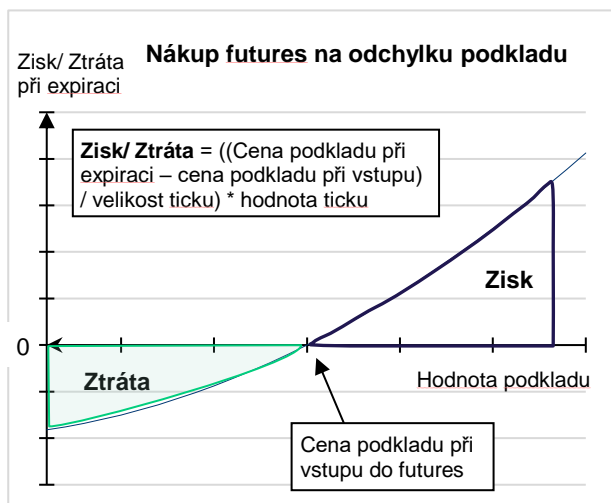 Nákup futures na odchylku podkladu
Zisk/ Ztráta
při expiraci
Zisk/ Ztráta = ((Cena podkladu při
expiraci – cena podkladu při vstupu)
/ velikost ticku) * hodnota ticku
Zisk
0
Ztráta
Hodnota podkladu
Cena podkladu při
vstupu do futures